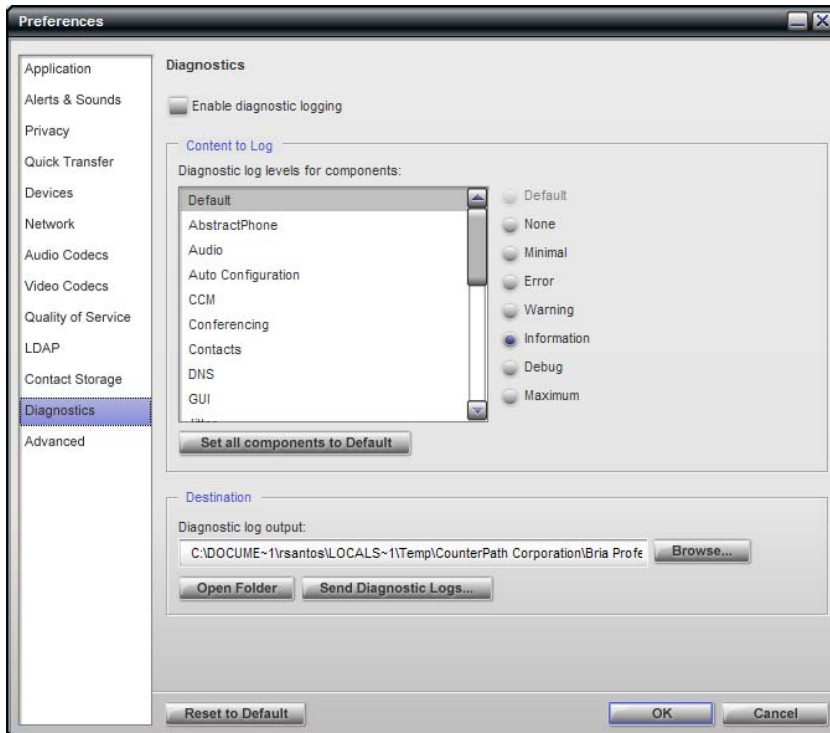 Preferences
Application
Alerts & Sounds
Privacy
Quick Transfer
Devices
Network
Audio Codecs
Video Codecs
Quality of Service
LDAP
Contact Storage
Diagnostics
Advanced
Diagnostics
Enable diagnostic logging
Content to Log
Diagnostic log levels for components:
Default
AbstractPhone
Audio
Auto Configuration
CCM
Conferencing
Contacts
DNS
GUI
Default
None
Minimal
Error
Warning
Information
Debug
Maximum
Set all components to Default
Destination
Diagnostic log output:
C:\DOCUME~1\rsantos\LOCALS~1\Temp\CounterPath Corporation\Bria Profe
Browse...
Open Folder
Send Diagnostic Logs...
Reset to Default
OK
Cancel